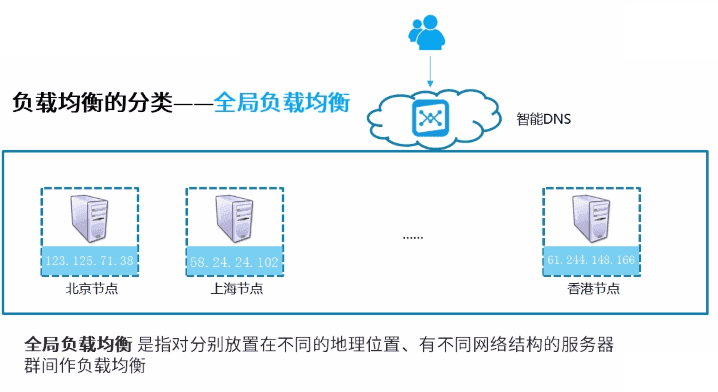 负载均衡的分类——全局负载均衡
智能DNS
123.125.71.38
58.24.24.102
......
61.244.148.166
北京节点
上海节点
香港节点
全局负载均衡 是指对分别放置在不同的地理位置、有不同网络结构的服务器
群间作负载均衡